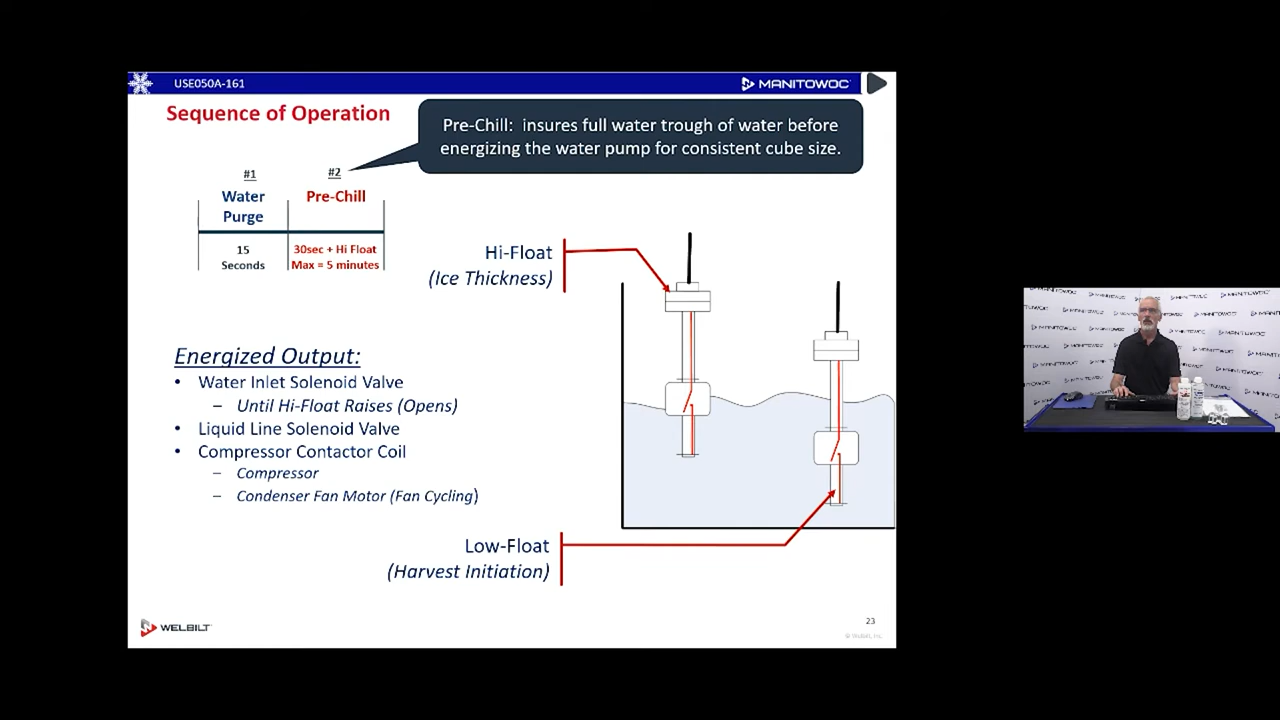 USE050A-161
MANITOWOC
Sequence of Operation
Pre-Chill: insures full water trough of water before
energizing the water pump for consistent cube size.
#1
#2
Water
Purge
Pre-Chill
15
Seconds
30sec + Hi Float
Max = 5 minutes
Hi-Float
(Ice Thickness)
Energized Output:
• Water Inlet Solenoid Valve
– Until Hi-Float Raises (Opens)
• Liquid Line Solenoid Valve
• Compressor Contactor Coil
– Compressor
– Condenser Fan Motor (Fan Cycling)
Low-Float
(Harvest Initiation)
WELBILT
23
© Welbilt, Inc.
MANITOWOC